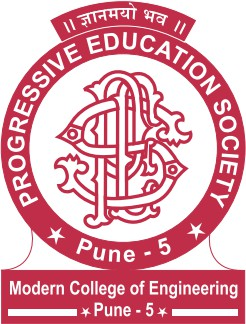 ॥ ज्ञानमयो भव ॥
PROGRESSIVE EDUCATION SOCIETY
Pune - 5
Modern College of Engineering
Pune - 5